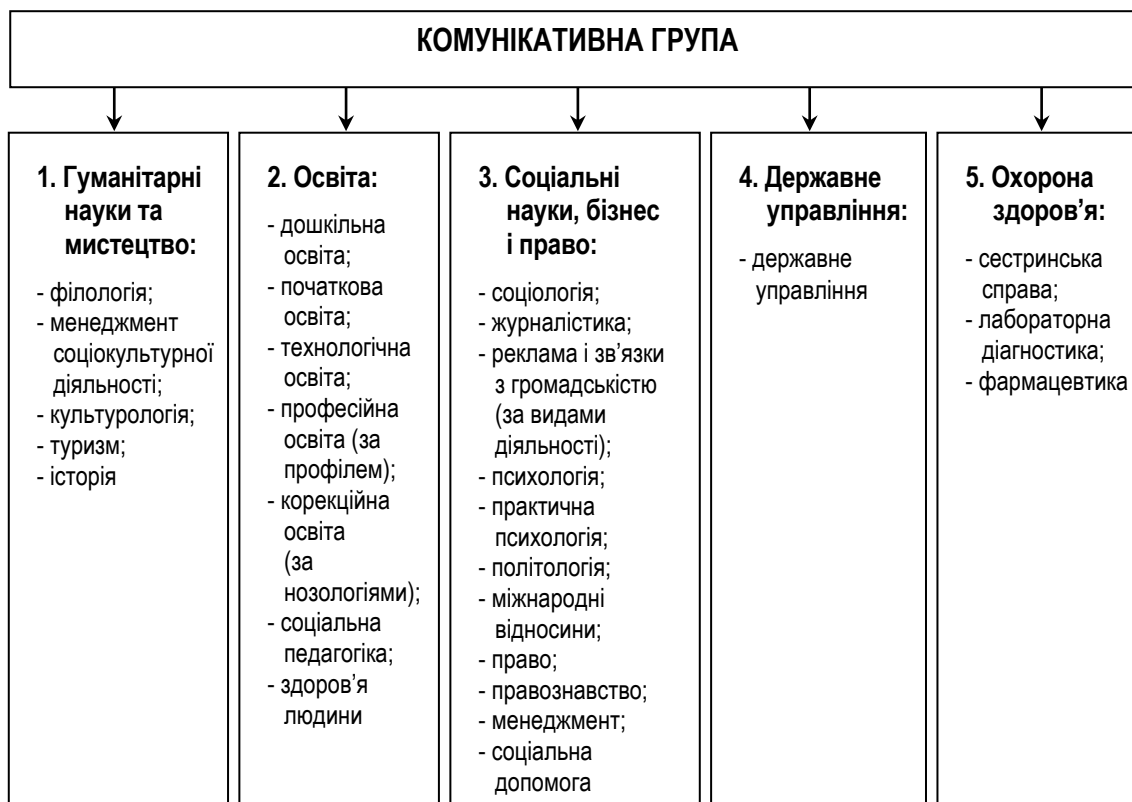 КОМУНІКАТИВНА ГРУПА
1. Гуманітарні
науки та
мистецтво:
- філологія;
- менеджмент
соціокультурної
діяльності;
- культурологія;
- туризм;
- історія
2. Освіта:
- дошкільна
освіта;
- початкова
освіта;
- технологічна
освіта;
- професійна
освіта (за
профілем);
- корекційна
освіта
(за
нозологіями);
- соціальна
педагогіка;
- здоров’я
людини
3. Соціальні
науки, бізнес
і право:
- соціологія;
- журналістика;
- реклама і зв’язки
з громадськістю
(за видами
діяльності);
- психологія;
- практична
психологія;
- політологія;
- міжнародні
відносини;
- право;
- правознавство;
- менеджмент;
- соціальна
допомога
4. Державне
управління:
- державне
управління
5. Охорона
здоров’я:
- сестринська
справа;
- лабораторна
діагностика;
- фармацевтика